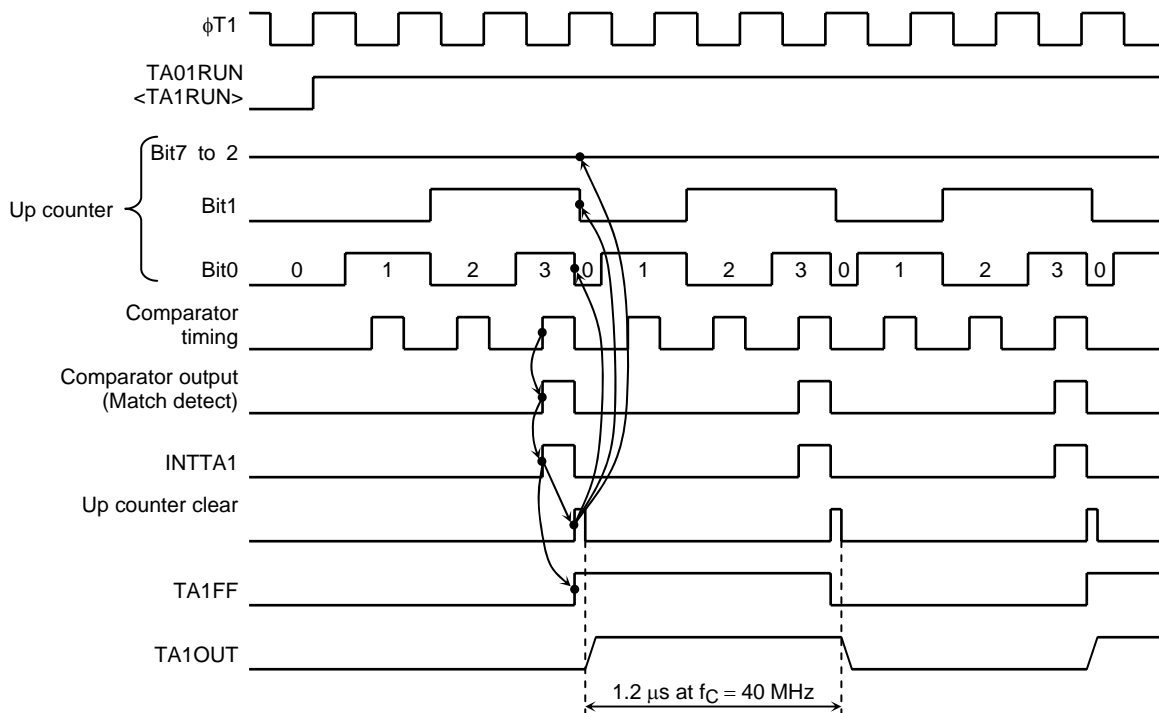 ϕT1
TA01RUN
<TA1RUN>
Bit7 to 2
Up counter
Bit1
Bit0
0 1 2 3 0 1 2 3 0 1 2 3 0
Comparator
timing
Comparator output
(Match detect)
INTTA1
Up counter clear
TA1FF
TA1OUT
1.2 μs at fC = 40 MHz